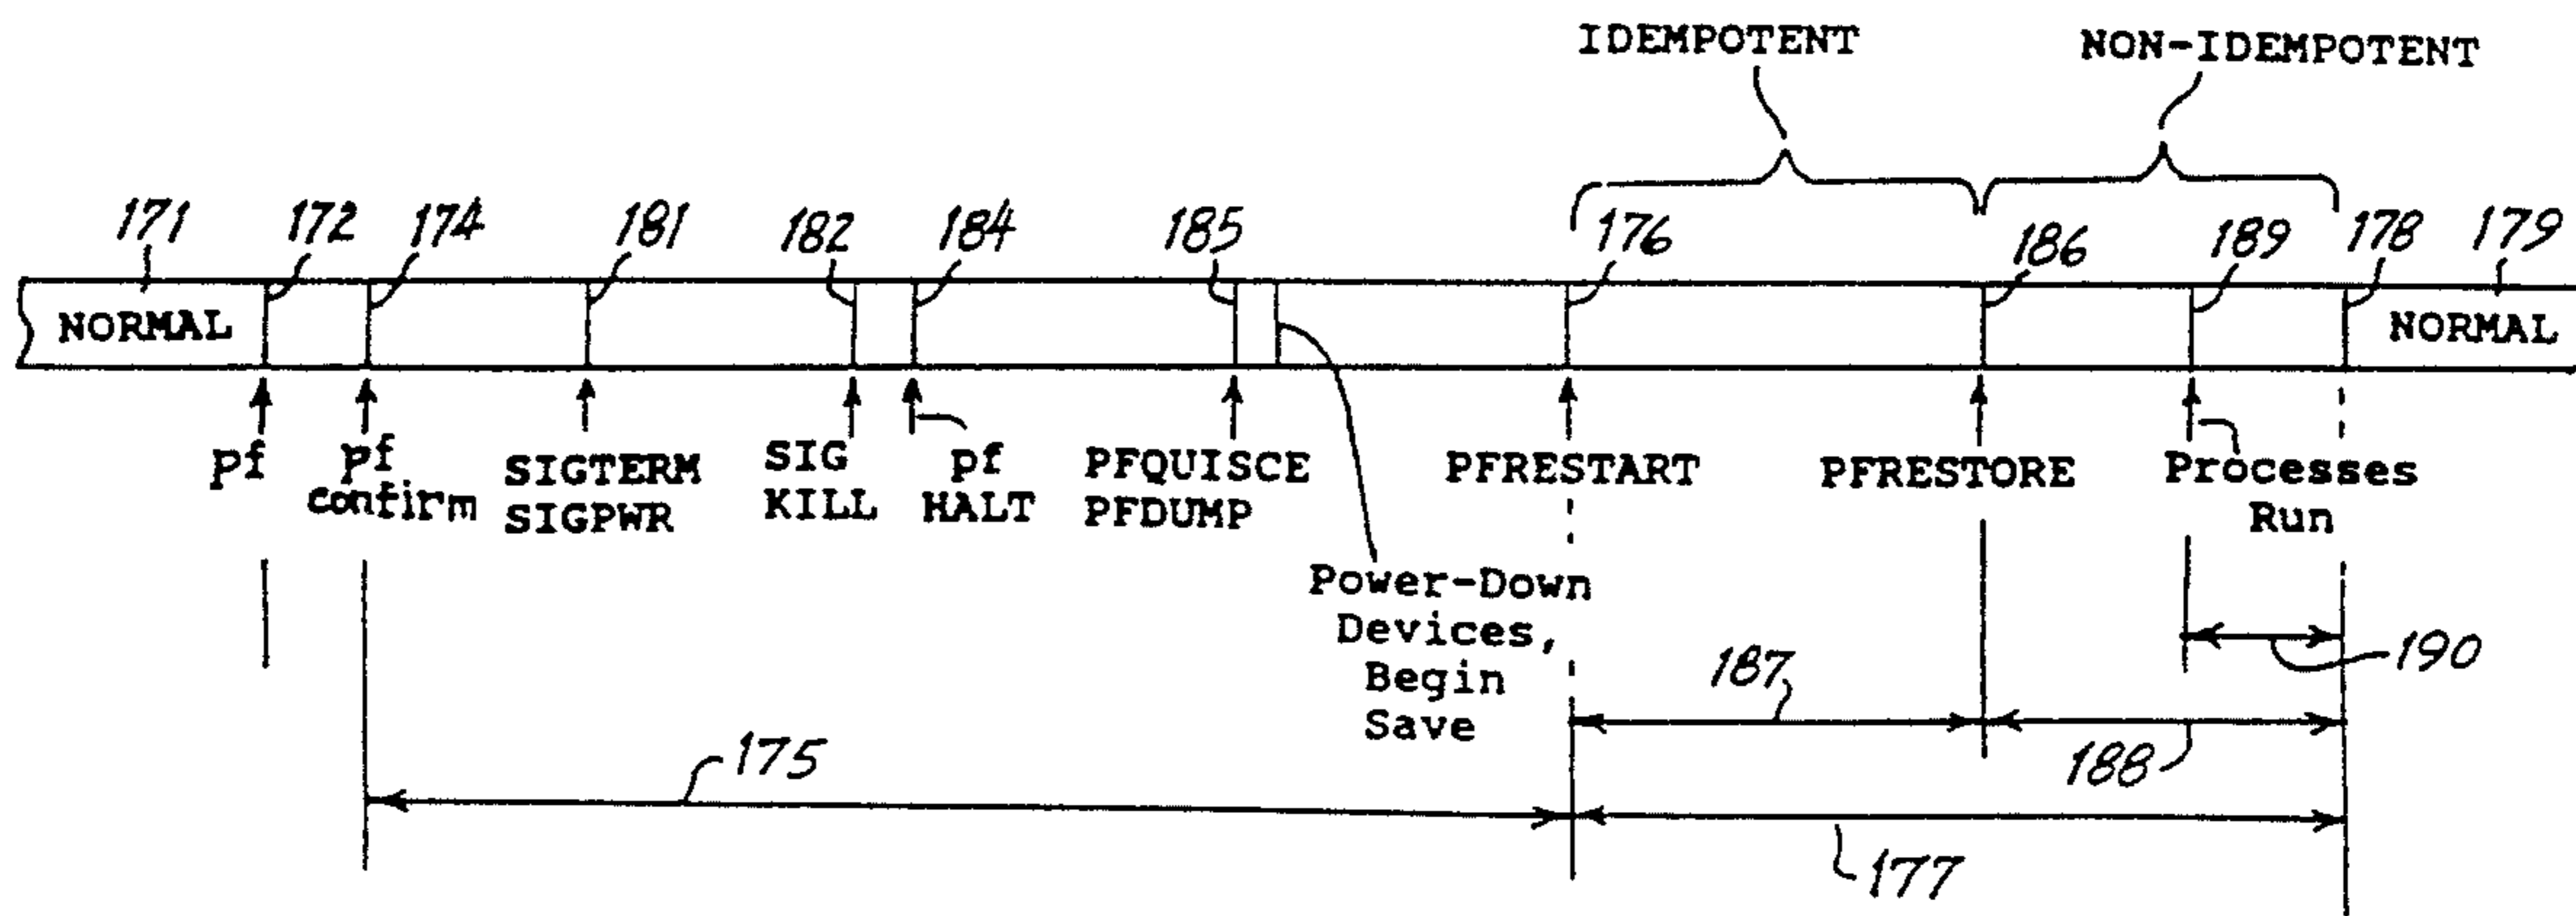 IDEMPOTENT
NON-IDEMPOTENT
171
172
174
181
182
184
185
176
186
189
178
179
NORMAL
NORMAL
pf
pf
confirm
SIGTERM
SIGPWR
SIG
KILL
pf
HALT
PFQUISCE
PFDUMP
PFRESTART
PFRESTORE
Processes
Run
Power-Down
Devices,
Begin
Save
190
187
188
175
177